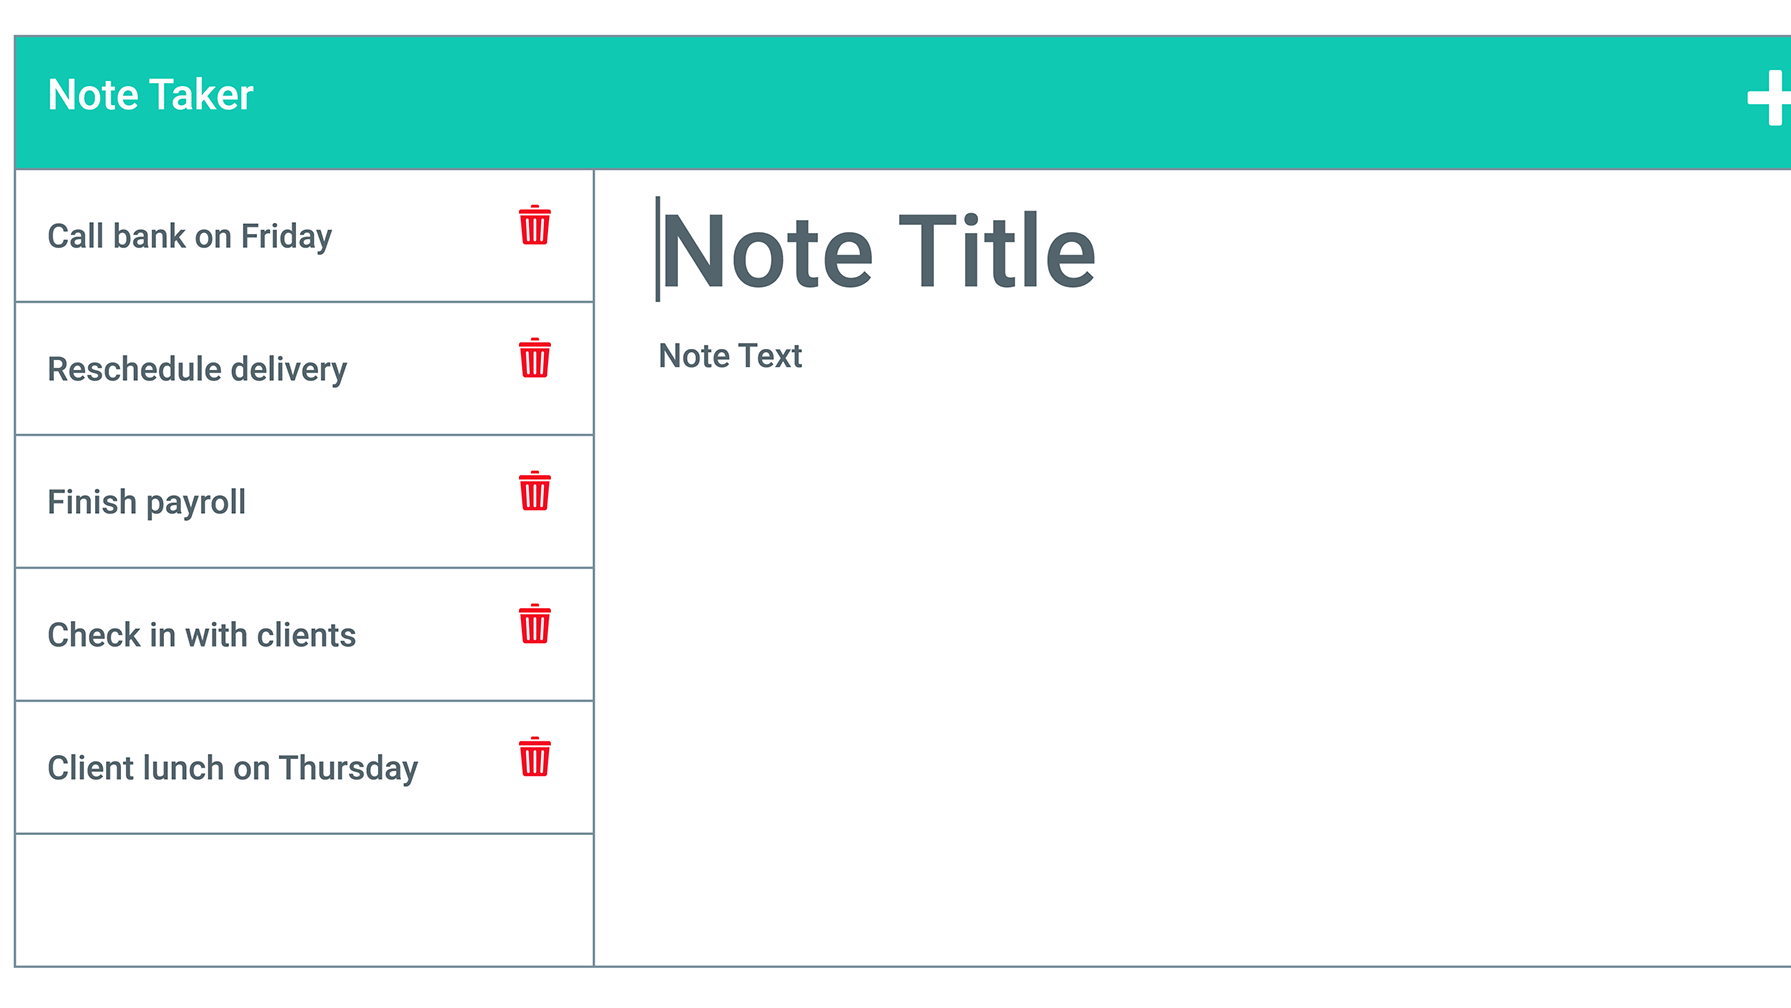 Note Taker
Call bank on Friday
Reschedule delivery
Finish payroll
Check in with clients
Client lunch on Thursday
Note Title
Note Text